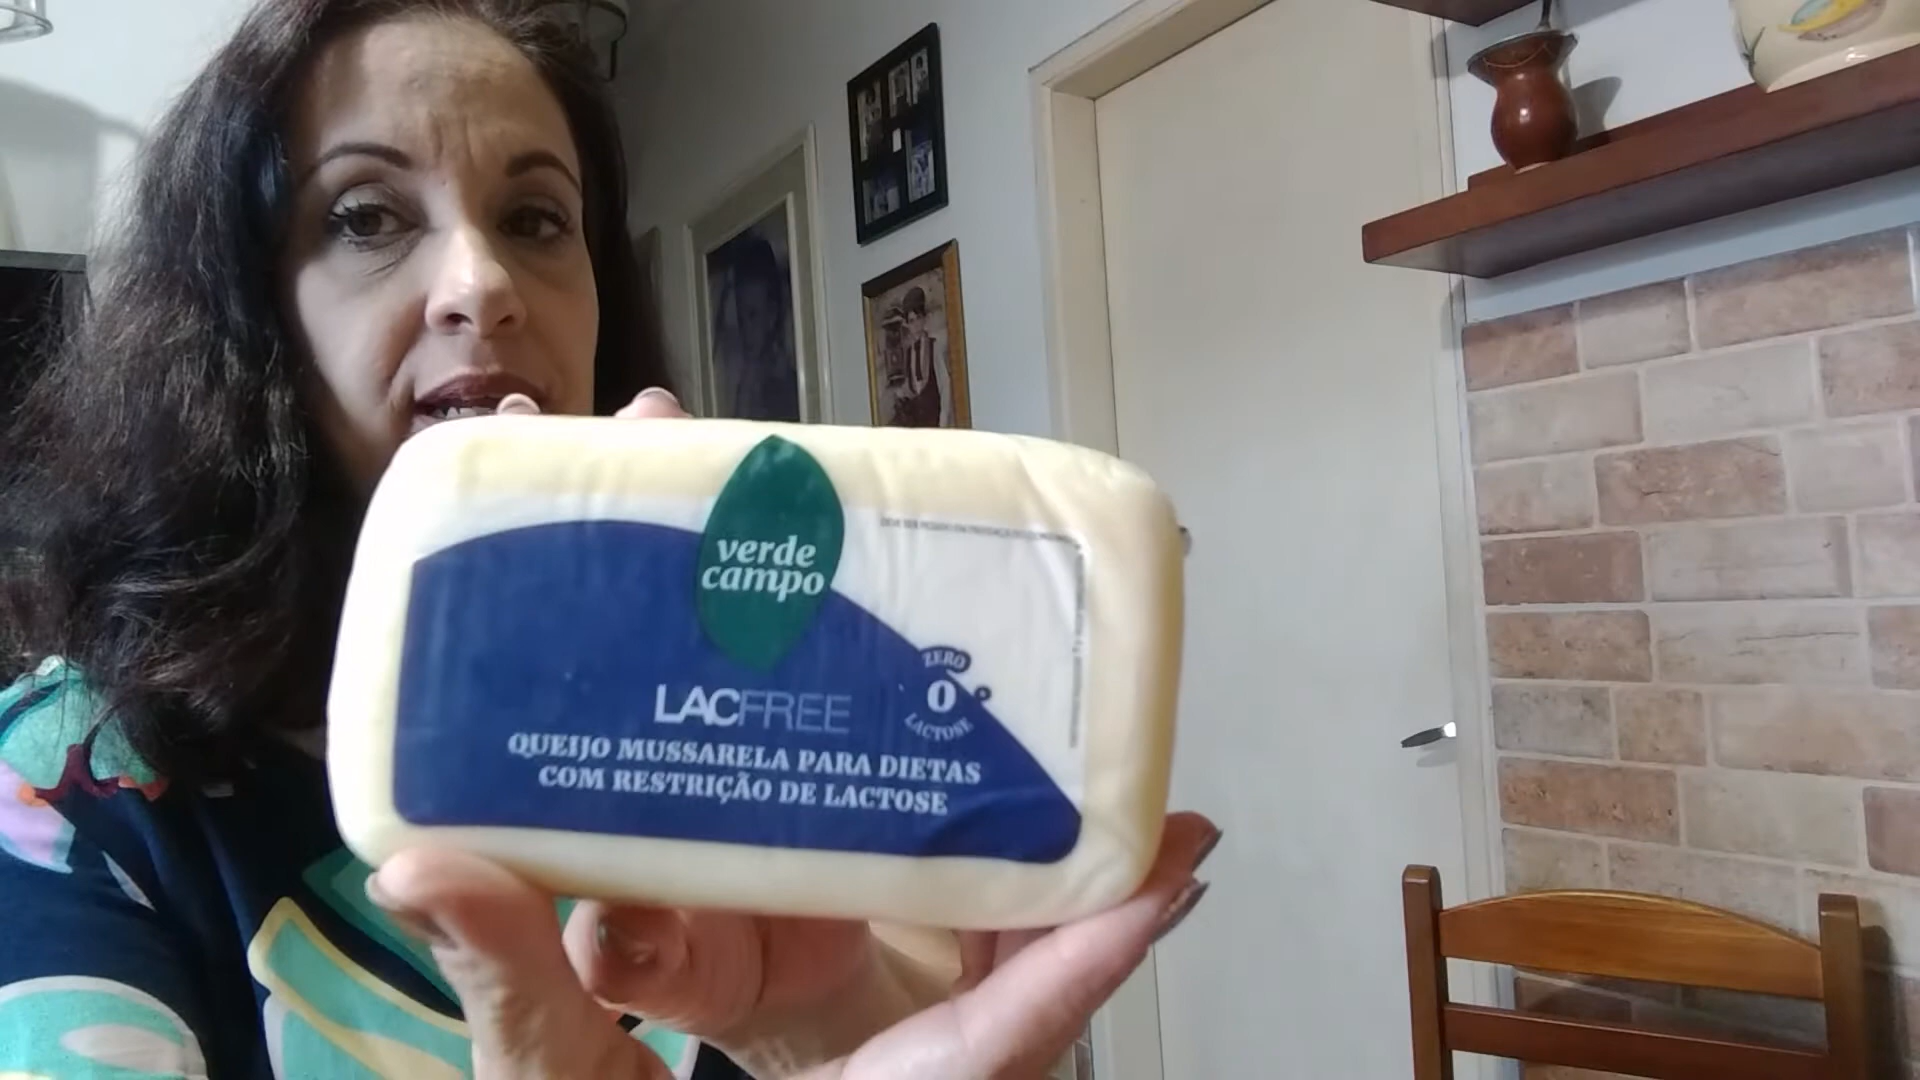 verde
campo
LACFREE
ZERO
0
LACTOSE
QUEIJO MUSSARELA PARA DIETAS
COM RESTRIÇÃO DE LACTOSE